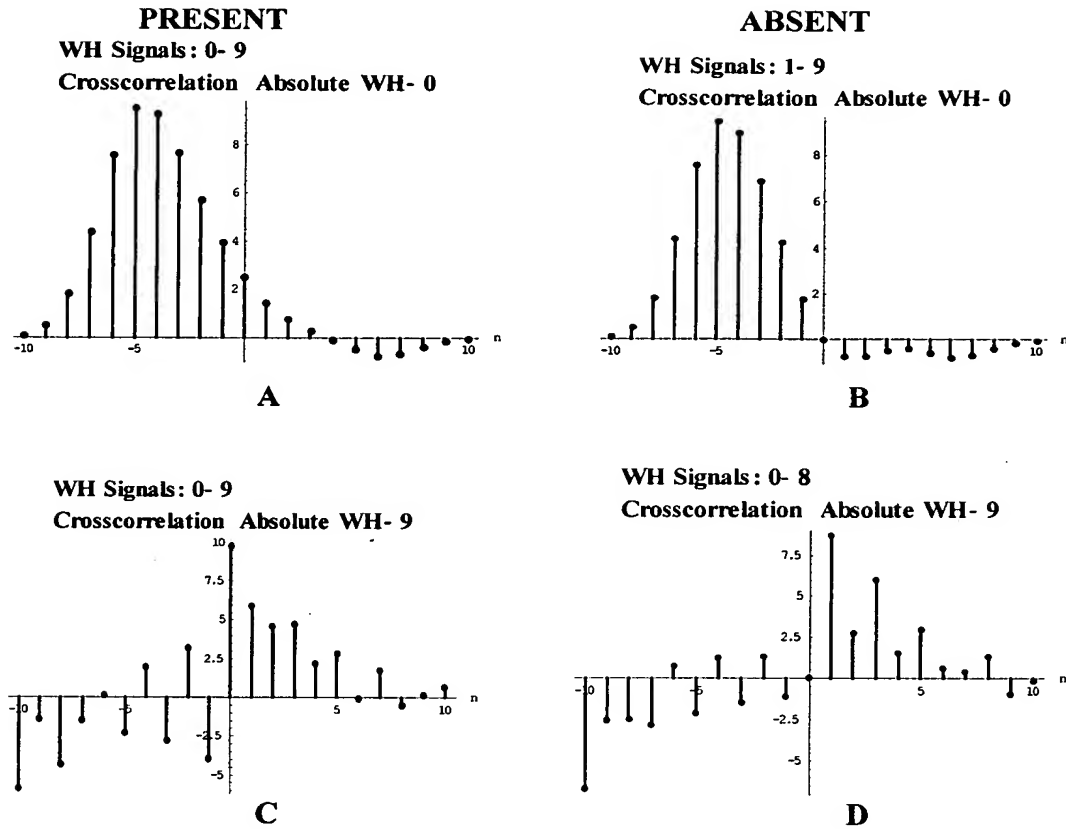 PRESENT
WH Signals: 0- 9
Crosscorrelation Absolute WH- 0
8
6
4
2
-10
-5
5
10
n
A
ABSENT
WH Signals: 1- 9
Crosscorrelation Absolute WH- 0
8
6
4
2
-10
-5
5
10
n
B
WH Signals: 0- 9
Crosscorrelation Absolute WH- 9
10
7.5
5
2.5
-10
-5
5
10
n
-2.5
-5
C
WH Signals: 0- 8
Crosscorrelation Absolute WH- 9
7.5
5
2.5
-10
-5
5
10
n
-2.5
-5
D